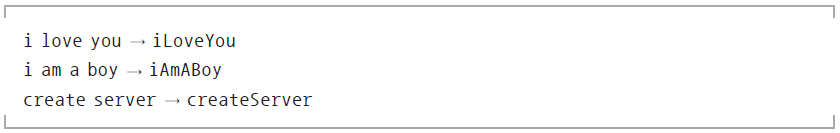 i love you → iLoveYou
i am a boy → iAmABoy
create server → createServer